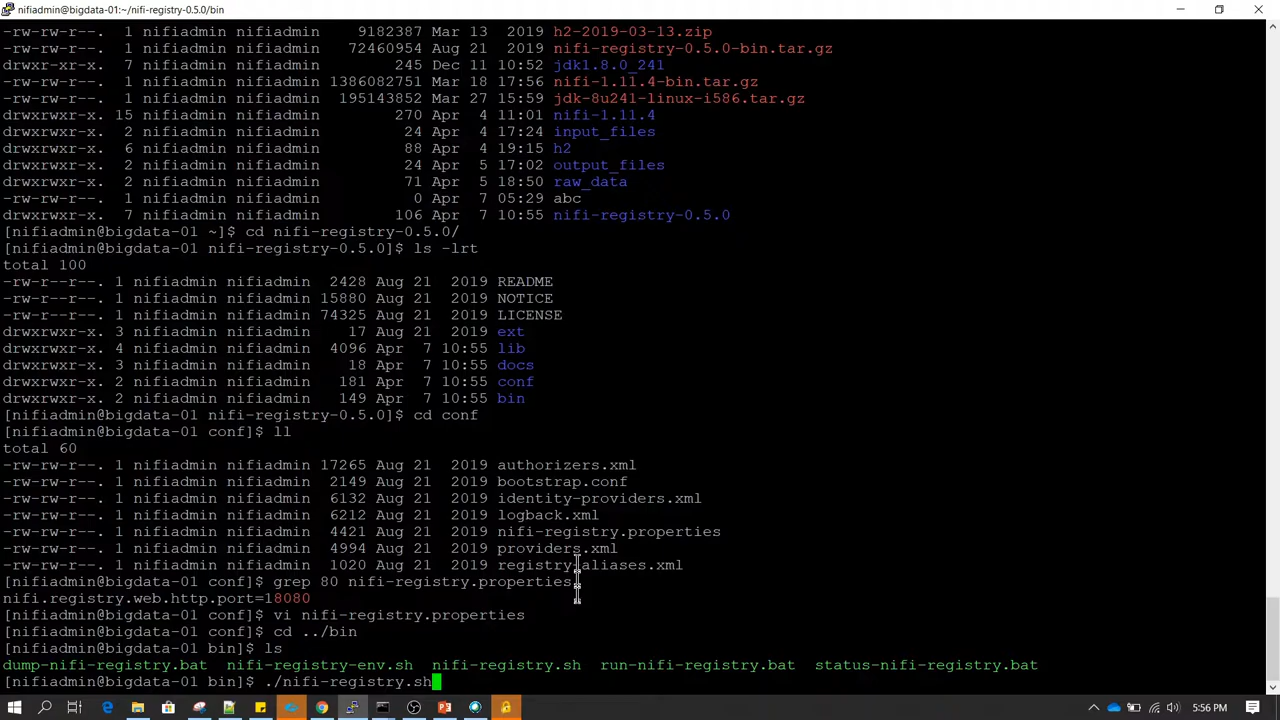 nifiadmin@bigdata-01:~/nifi-registry-0.5.0/bin
-rw-rw-r--. 1 nifiadmin nifiadmin 9182387 Mar 13 2019 h2-2019-03-13.zip
-rw-rw-r--. 1 nifiadmin nifiadmin 72460954 Aug 21 2019 nifi-registry-0.5.0-bin.tar.gz
drwxr-xr-x. 7 nifiadmin nifiadmin 245 Dec 11 10:52 jdk1.8.0_241
-rw-rw-r--. 1 nifiadmin nifiadmin 1386082751 Mar 18 17:56 nifi-1.11.4-bin.tar.gz
-rw-rw-r--. 1 nifiadmin nifiadmin 195143852 Mar 27 15:59 jdk-8u241-linux-i586.tar.gz
drwxrwxr-x. 15 nifiadmin nifiadmin 270 Apr 4 11:01 nifi-1.11.4
drwxrwxr-x. 2 nifiadmin nifiadmin 24 Apr 4 17:24 input_files
drwxrwxr-x. 6 nifiadmin nifiadmin 88 Apr 4 19:15 h2
drwxrwxr-x. 2 nifiadmin nifiadmin 24 Apr 5 17:02 output_files
drwxrwxr-x. 2 nifiadmin nifiadmin 71 Apr 5 18:50 raw_data
-rw-rw-r--. 1 nifiadmin nifiadmin 0 Apr 7 05:29 abc
drwxrwxr-x. 7 nifiadmin nifiadmin 106 Apr 7 10:55 nifi-registry-0.5.0
[nifiadmin@bigdata-01 ~]$ cd nifi-registry-0.5.0/
[nifiadmin@bigdata-01 nifi-registry-0.5.0]$ ls -lrt
total 100
-rw-r--r--. 1 nifiadmin nifiadmin 2428 Aug 21 2019 README
-rw-r--r--. 1 nifiadmin nifiadmin 15880 Aug 21 2019 NOTICE
-rw-r--r--. 1 nifiadmin nifiadmin 74325 Aug 21 2019 LICENSE
drwxrwxr-x. 3 nifiadmin nifiadmin 17 Aug 21 2019 ext
drwxrwxr-x. 4 nifiadmin nifiadmin 4096 Apr 7 10:55 lib
drwxrwxr-x. 3 nifiadmin nifiadmin 18 Apr 7 10:55 docs
drwxrwxr-x. 2 nifiadmin nifiadmin 181 Apr 7 10:55 conf
drwxrwxr-x. 2 nifiadmin nifiadmin 149 Apr 7 10:55 bin
[nifiadmin@bigdata-01 nifi-registry-0.5.0]$ cd conf
[nifiadmin@bigdata-01 conf]$ ll
total 60
-rw-rw---. 1 nifiadmin nifiadmin 17265 Aug 21 2019 authorizers.xml
-rw-rw---. 1 nifiadmin nifiadmin 2149 Aug 21 2019 bootstrap.conf
-rw-rw---. 1 nifiadmin nifiadmin 6132 Aug 21 2019 identity-providers.xml
-rw-rw---. 1 nifiadmin nifiadmin 6212 Aug 21 2019 logback.xml
-rw-rw---. 1 nifiadmin nifiadmin 4421 Aug 21 2019 nifi-registry.properties
-rw-rw---. 1 nifiadmin nifiadmin 4994 Aug 21 2019 providers.xml
-rw-rw---. 1 nifiadmin nifiadmin 1020 Aug 21 2019 registry-aliases.xml
[nifiadmin@bigdata-01 conf]$ grep 80 nifi-registry.properties
nifi.registry.web.http.port=18080
[nifiadmin@bigdata-01 conf]$ vi nifi-registry.properties
[nifiadmin@bigdata-01 conf]$ cd ../bin
[nifiadmin@bigdata-01 bin]$ ls
dump-nifi-registry.bat nifi-registry-env.sh nifi-registry.sh run-nifi-registry.bat status-nifi-registry.bat
[nifiadmin@bigdata-01 bin]$ ./nifi-registry.sh
5:56 PM